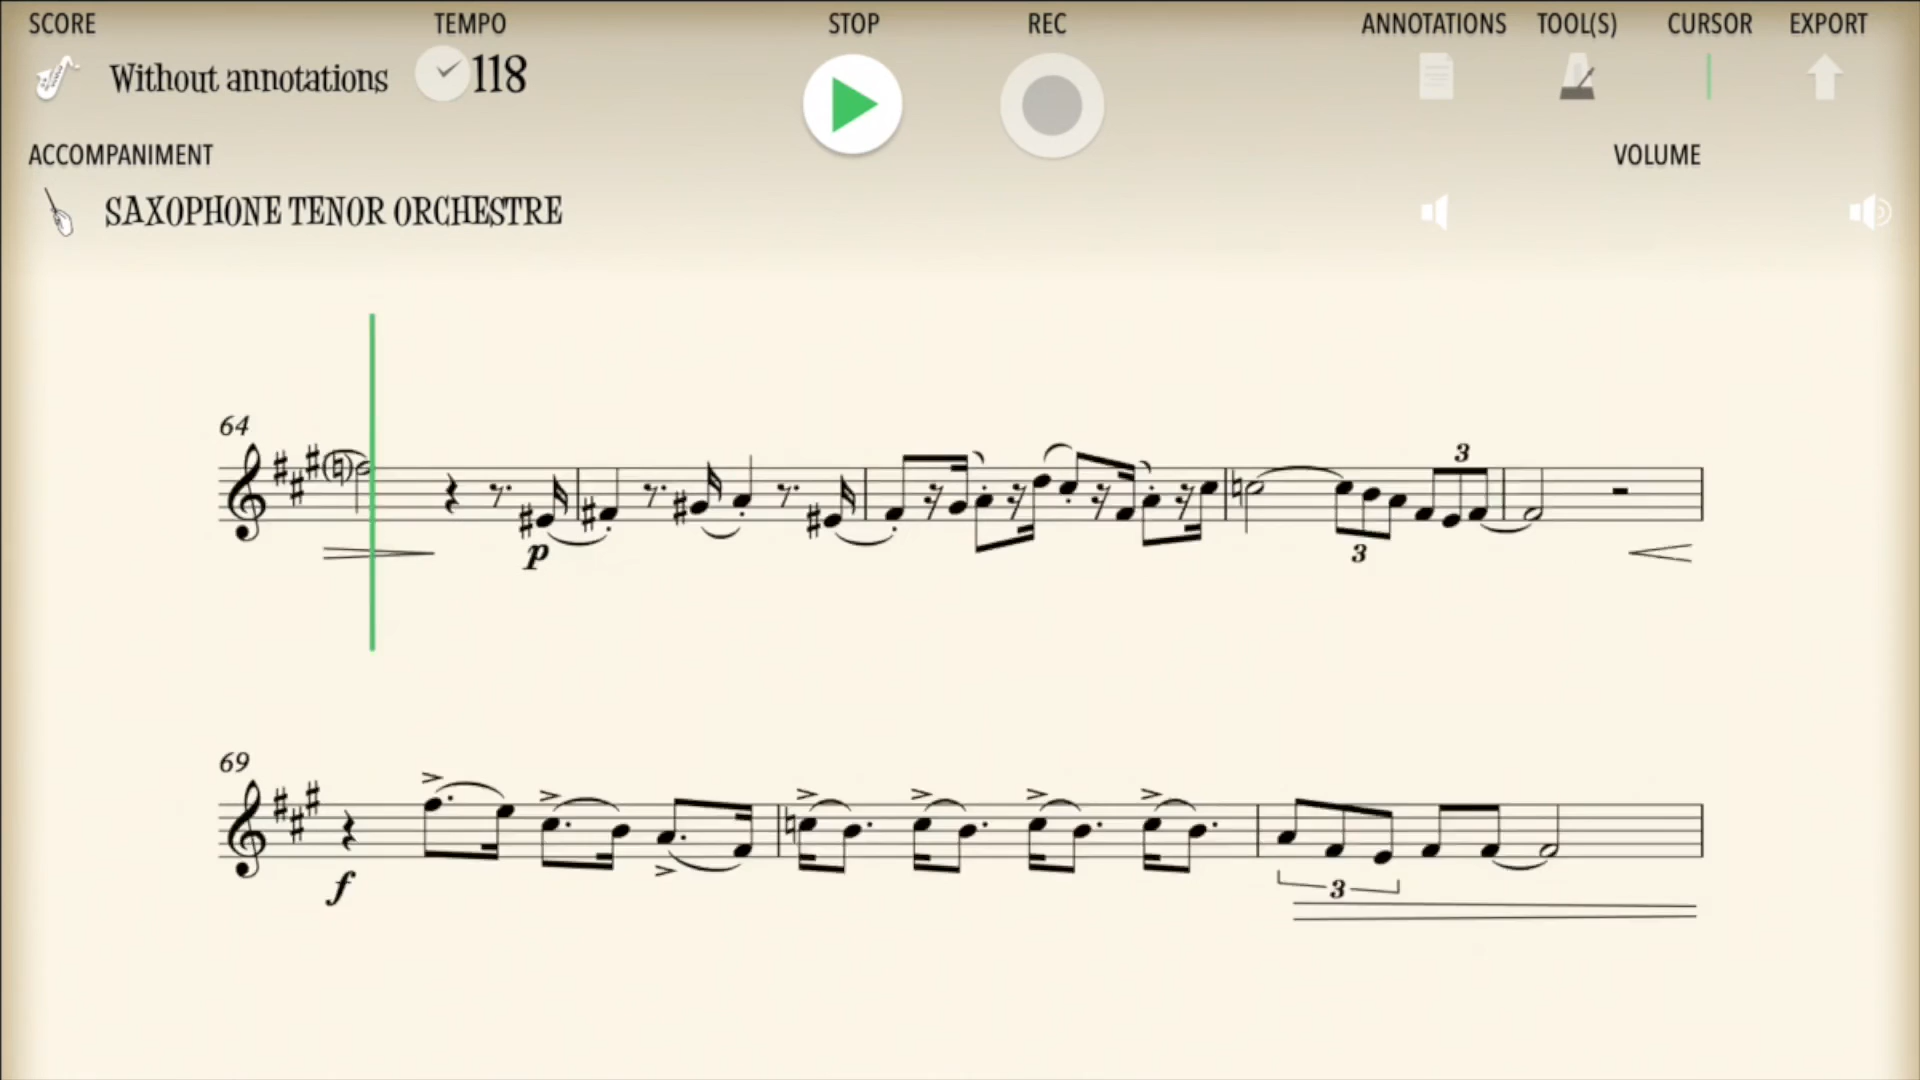 SCORE TEMPO STOP REC ANNOTATIONS TOOL(S) CURSOR EXPORT
Without annotations 118
ACCOMPANIMENT VOLUME
SAXOPHONE TENOR ORCHESTRE
64
3
p
3
69
f
3